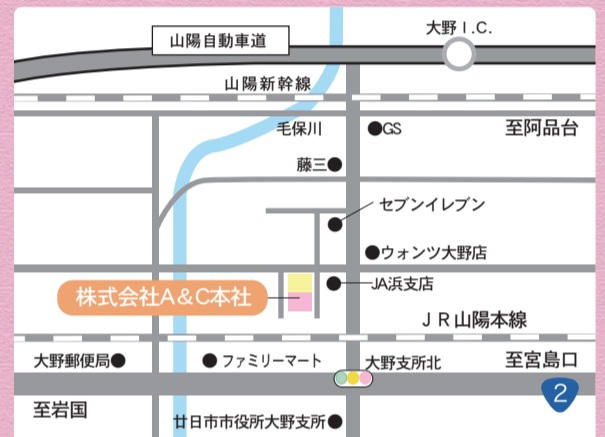 大野I.C.
山陽自動車道
山陽新幹線
毛保川
GS
至阿品台
藤三
セブンイレブン
ウォンツ大野店
JA浜支店
株式会社A&C本社
JR山陽本線
大野郵便局
ファミリーマート
大野支所北
至宮島口
2
至岩国
廿日市市役所大野支所